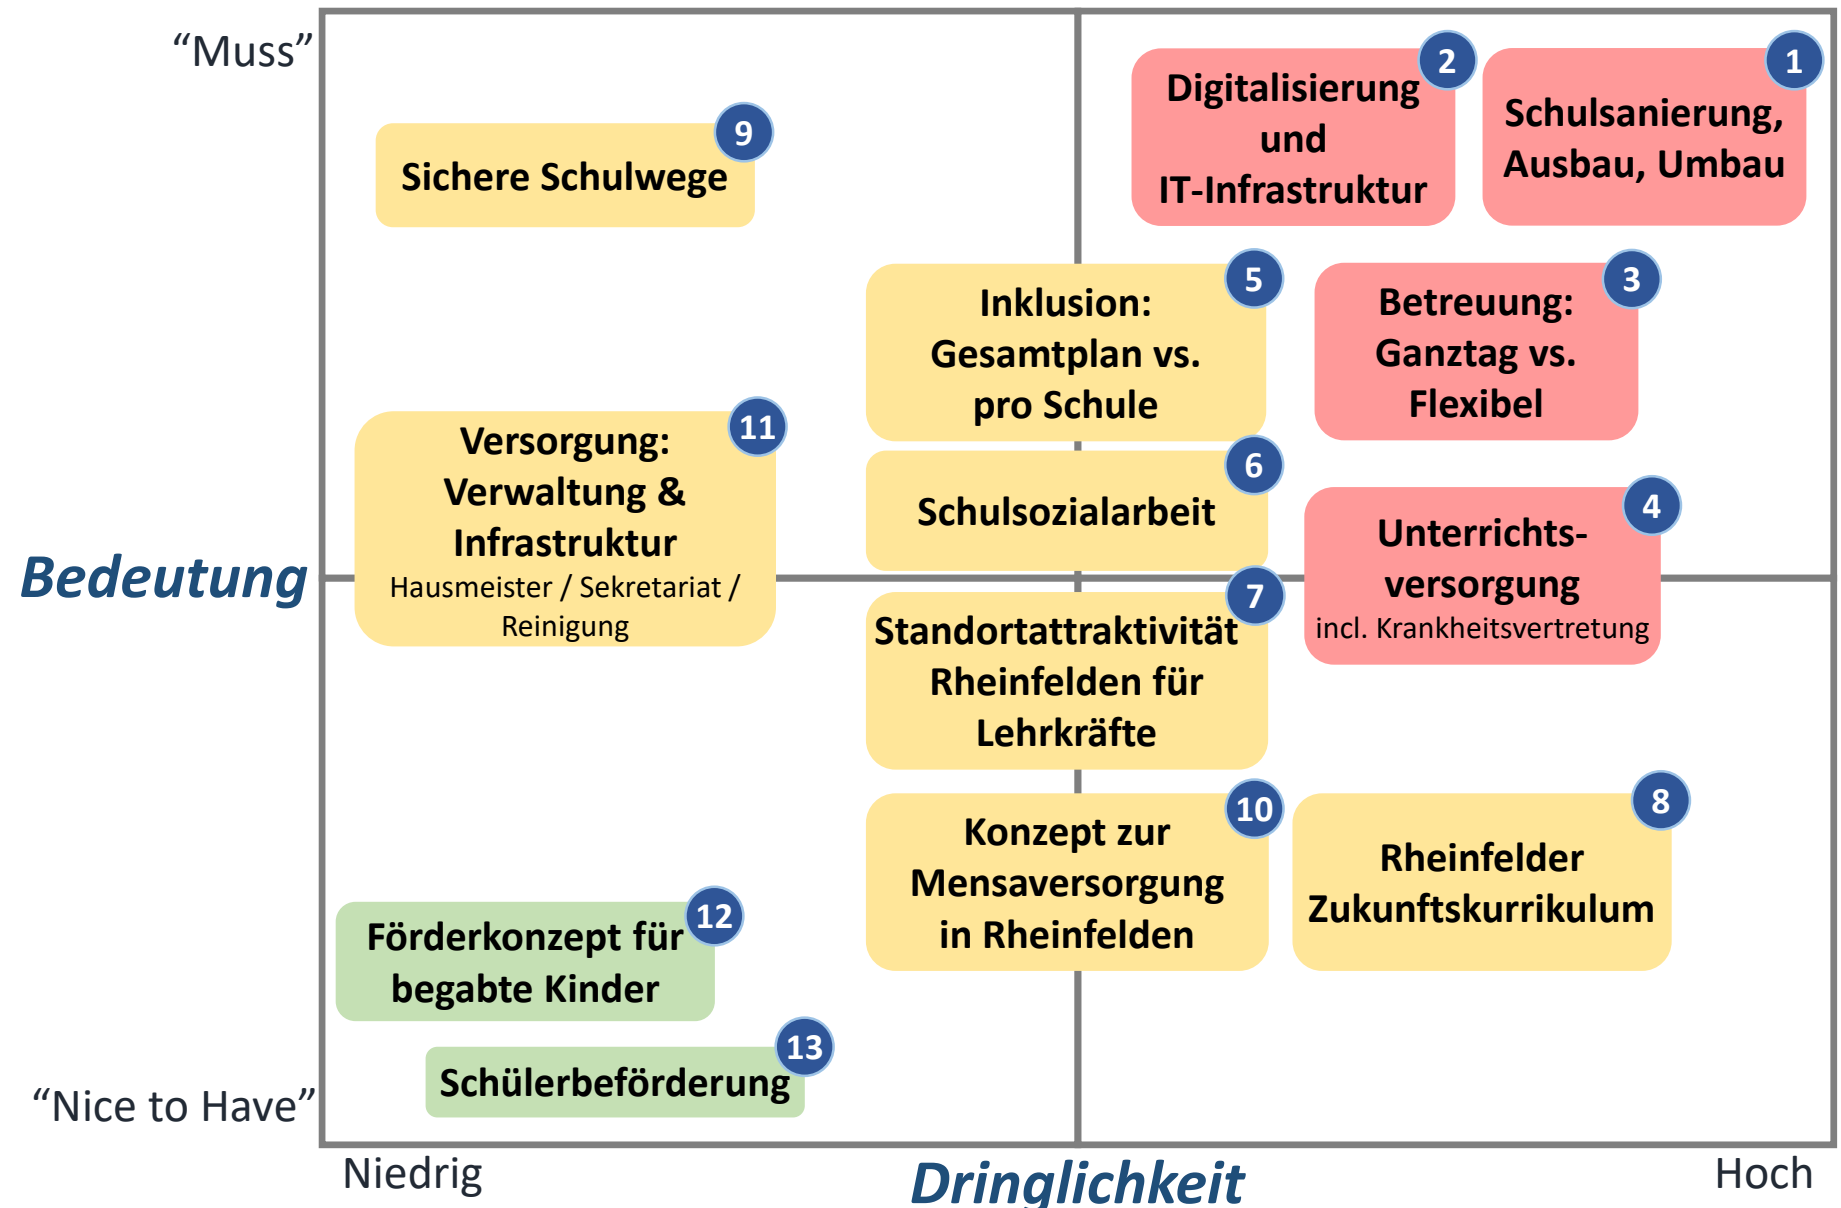 “Muss”
2
Digitalisierung
und
IT-Infrastruktur
1
Schulsanierung,
Ausbau, Umbau
9
Sichere Schulwege
5
Inklusion:
Gesamtplan vs.
pro Schule
3
Betreuung:
Ganztag vs.
Flexibel
11
Versorgung:
Verwaltung &
Infrastruktur
Hausmeister / Sekretariat /
Reinigung
6
Schulsozialarbeit
4
Unterrichts-
versorgung
incl. Krankheitsvertretung
Bedeutung
7
Standortattraktivität
Rheinfelden für
Lehrkräfte
10
Konzept zur
Mensaversorgung
in Rheinfelden
8
Rheinfelder
Zukunftskurrikulum
12
Förderkonzept für
begabte Kinder
13
Schülerbeförderung
“Nice to Have”
Niedrig
Dringlichkeit
Hoch